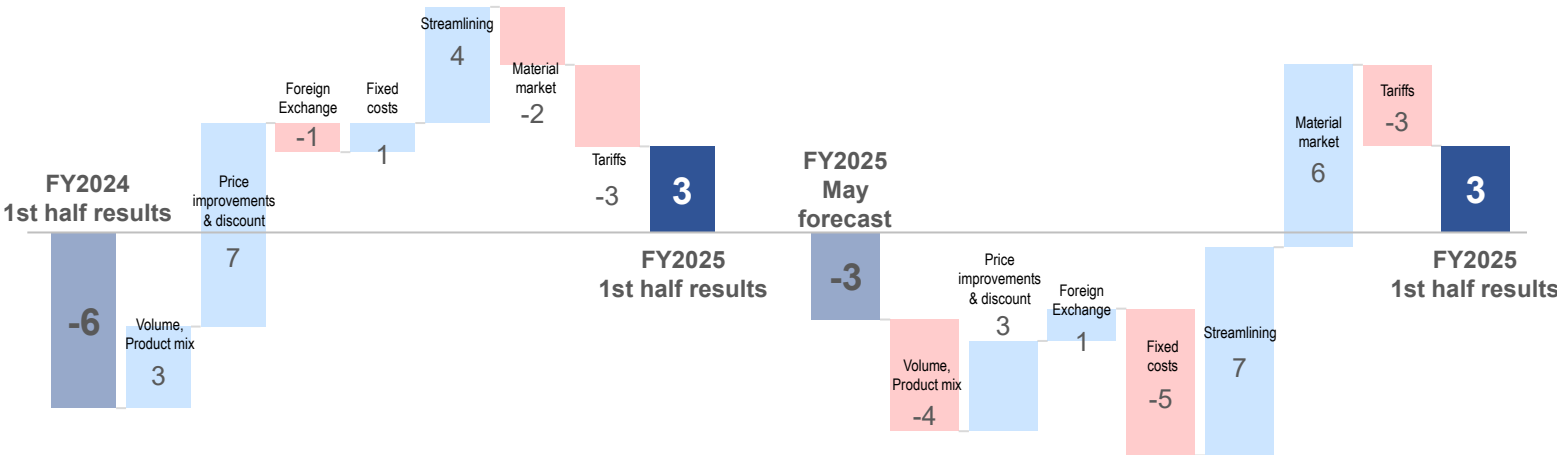 FY2024
1st half results
-6
Volume,
Product mix
3
Price
improvements
& discount
7
Foreign
Exchange
-1
Fixed
costs
1
Streamlining
4
Material
market
-2
Tariffs
-3
3
FY2025
1st half results
FY2025
May
forecast
-3
Volume,
Product mix
-4
Price
improvements
& discount
3
Foreign
Exchange
1
Fixed
costs
-5
Streamlining
7
Material
market
6
Tariffs
-3
3
FY2025
1st half results